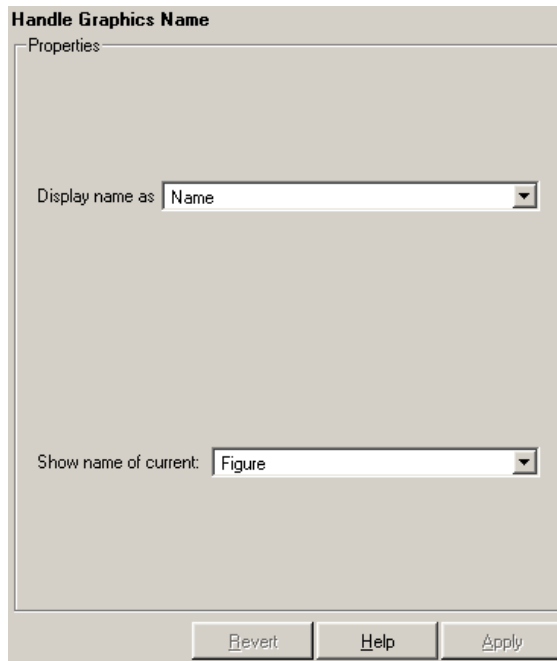 Handle Graphics Name
Properties
Display name as Name
Show name of current: Figure
Revert Help Apply